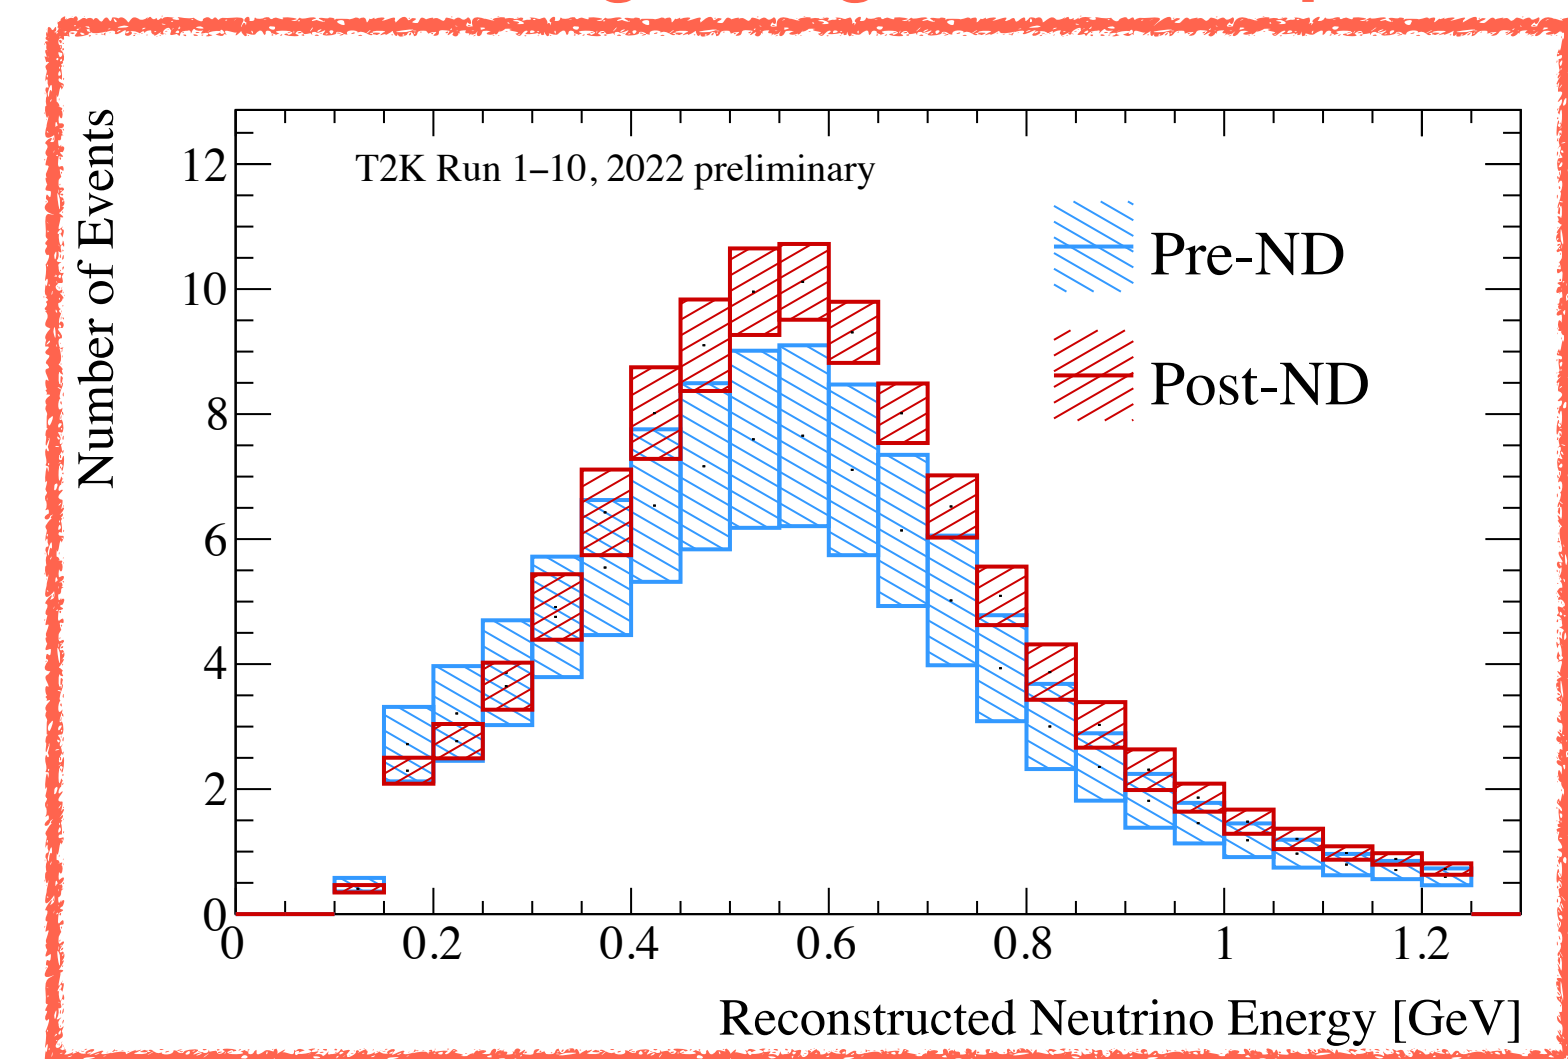 T2K Run 1–10, 2022 preliminary
Pre-ND
Post-ND
Number of Events
12
10
8
6
4
2
0
0 0.2 0.4 0.6 0.8 1 1.2
Reconstructed Neutrino Energy [GeV]